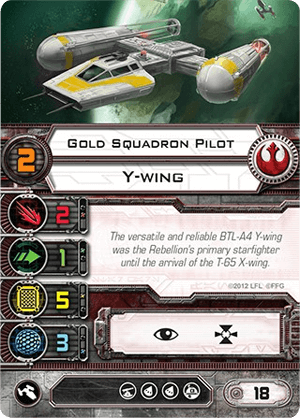 Gold Squadron Pilot
2
Y-wing
2
The versatile and reliable BTL-A4 Y-wing
was the Rebellion's primary starfighter
until the arrival of the T-65 X-wing.
1
©2012 LFL ©FFG
5
3
18